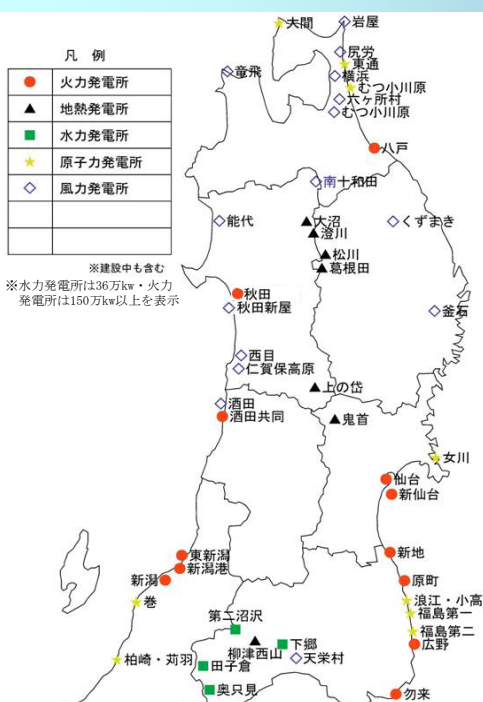 凡 例
火力発電所
地熱発電所
水力発電所
原子力発電所
風力発電所
※建設中も含む
※水力発電所は36万kw・火力
発電所は150万kw以上を表示
大間
岩屋
尻労
東通
竜飛
横浜
むつ小川原
六ヶ所村
むつ小川原
八戸
南十和田
能代
大沼
くずまき
澄川
松川
葛根田
秋田
秋田新屋
釜石
西目
仁賀保高原
上の岱
酒田
酒田共同
鬼首
女川
仙台
新仙台
東新潟
新地
新潟港
新潟
原町
巻
浪江・小高
福島第一
第二沼沢
福島第二
柳津西山
下郷
広野
柏崎・刈羽
天栄村
田子倉
奥只見
勿来